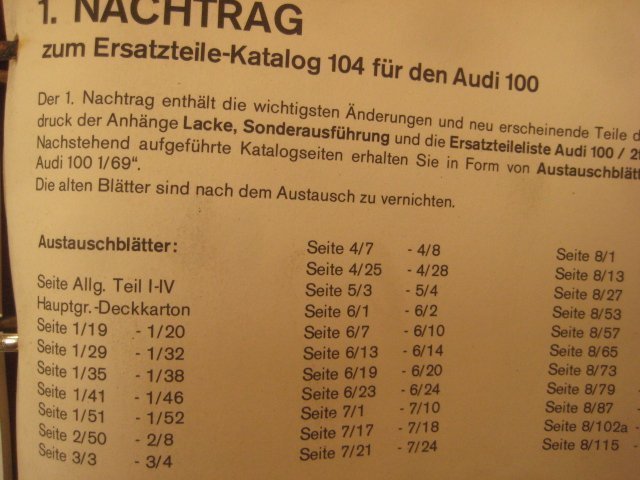 1. NACHTRAG
zum Ersatzteile-Katalog 104 für den Audi 100
Der 1. Nachtrag enthält die wichtigsten Änderungen und neu erscheinende Teile
druck der Anhänge Lacke, Sonderausführung und die Ersatzteileliste Audi 100 /
Nachstehend aufgeführte Katalogseiten erhalten Sie in Form von Austauschblätt
Audi 100 1/69“.
Die alten Blätter sind nach dem Austausch zu vernichten.
Austauschblätter:
Seite Allg. Teil I-IV
Hauptgr.-Deckkarton
Seite 1/19 - 1/20
Seite 1/29 - 1/32
Seite 1/35 - 1/38
Seite 1/41 - 1/46
Seite 1/51 - 1/52
Seite 2/50 - 2/8
Seite 3/3 - 3/4
Seite 4/7 - 4/8
Seite 4/25 - 4/28
Seite 5/3 - 5/4
Seite 6/1 - 6/2
Seite 6/7 - 6/10
Seite 6/13 - 6/14
Seite 6/19 - 6/20
Seite 6/23 - 6/24
Seite 7/1 - 7/10
Seite 7/17 - 7/18
Seite 7/21 - 7/24
Seite 8/1
Seite 8/13
Seite 8/27
Seite 8/53
Seite 8/57
Seite 8/65
Seite 8/73
Seite 8/79
Seite 8/87 -
Seite 8/102a -
Seite 8/115 -